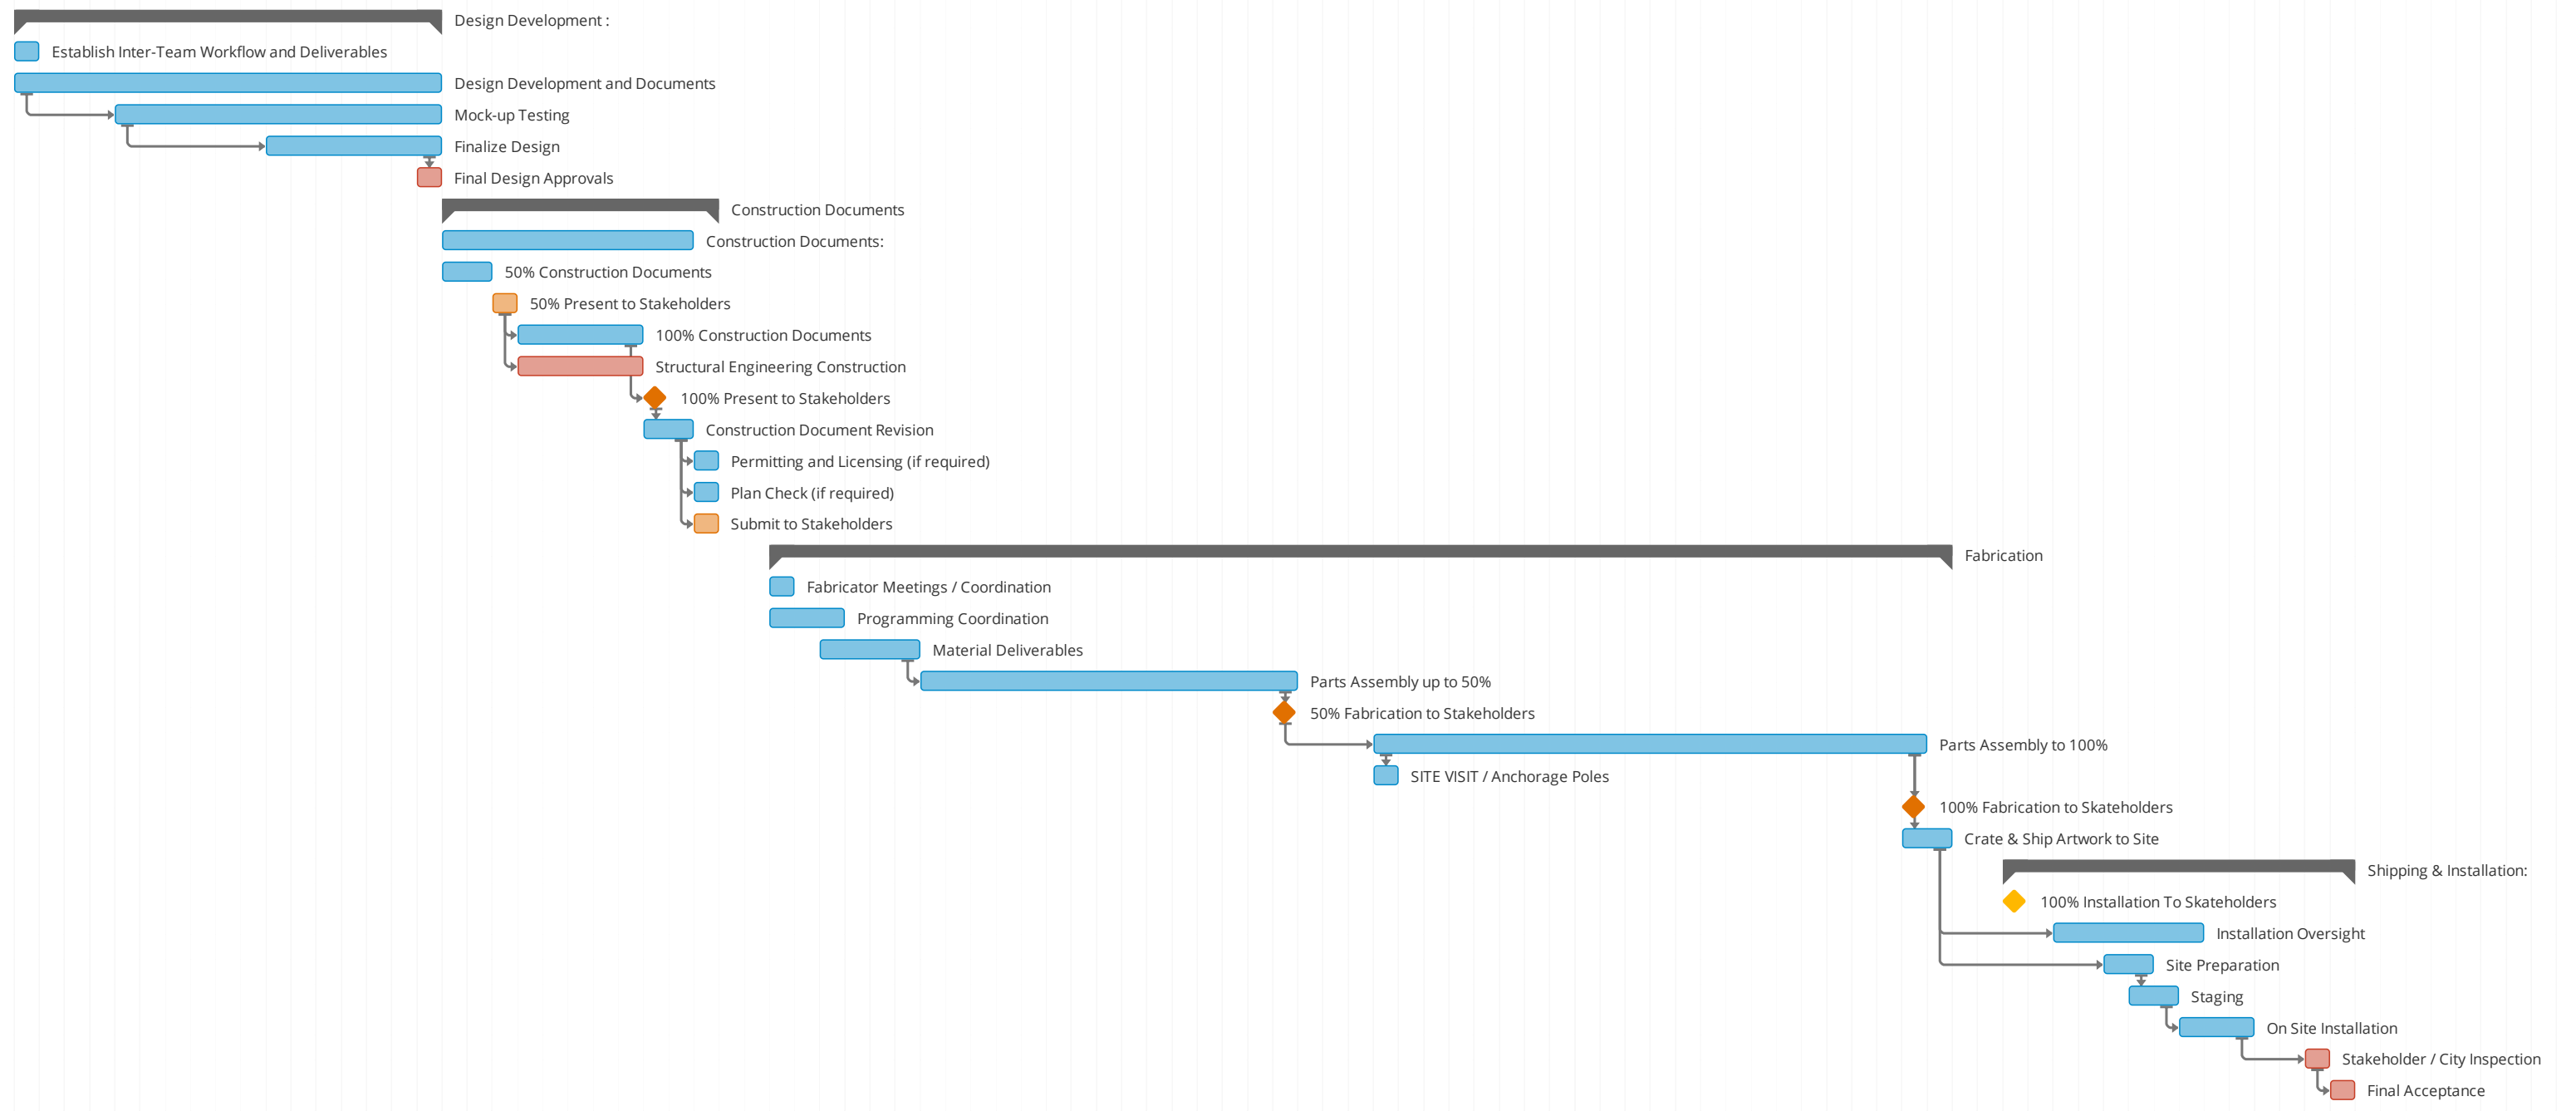 Design Development :
Establish Inter-Team Workflow and Deliverables
Design Development and Documents
Mock-up Testing
Finalize Design
Final Design Approvals
Construction Documents
Construction Documents:
50% Construction Documents
50% Present to Stakeholders
100% Construction Documents
Structural Engineering Construction
100% Present to Stakeholders
Construction Document Revision
Permitting and Licensing (if required)
Plan Check (if required)
Submit to Stakeholders
Fabrication
Fabricator Meetings / Coordination
Programming Coordination
Material Deliverables
Parts Assembly up to 50%
50% Fabrication to Stakeholders
Parts Assembly to 100%
SITE VISIT / Anchorage Poles
100% Fabrication to Skateholders
Crate & Ship Artwork to Site
Shipping & Installation:
100% Installation To Skateholders
Installation Oversight
Site Preparation
Staging
On Site Installation
Stakeholder / City Inspection
Final Acceptance